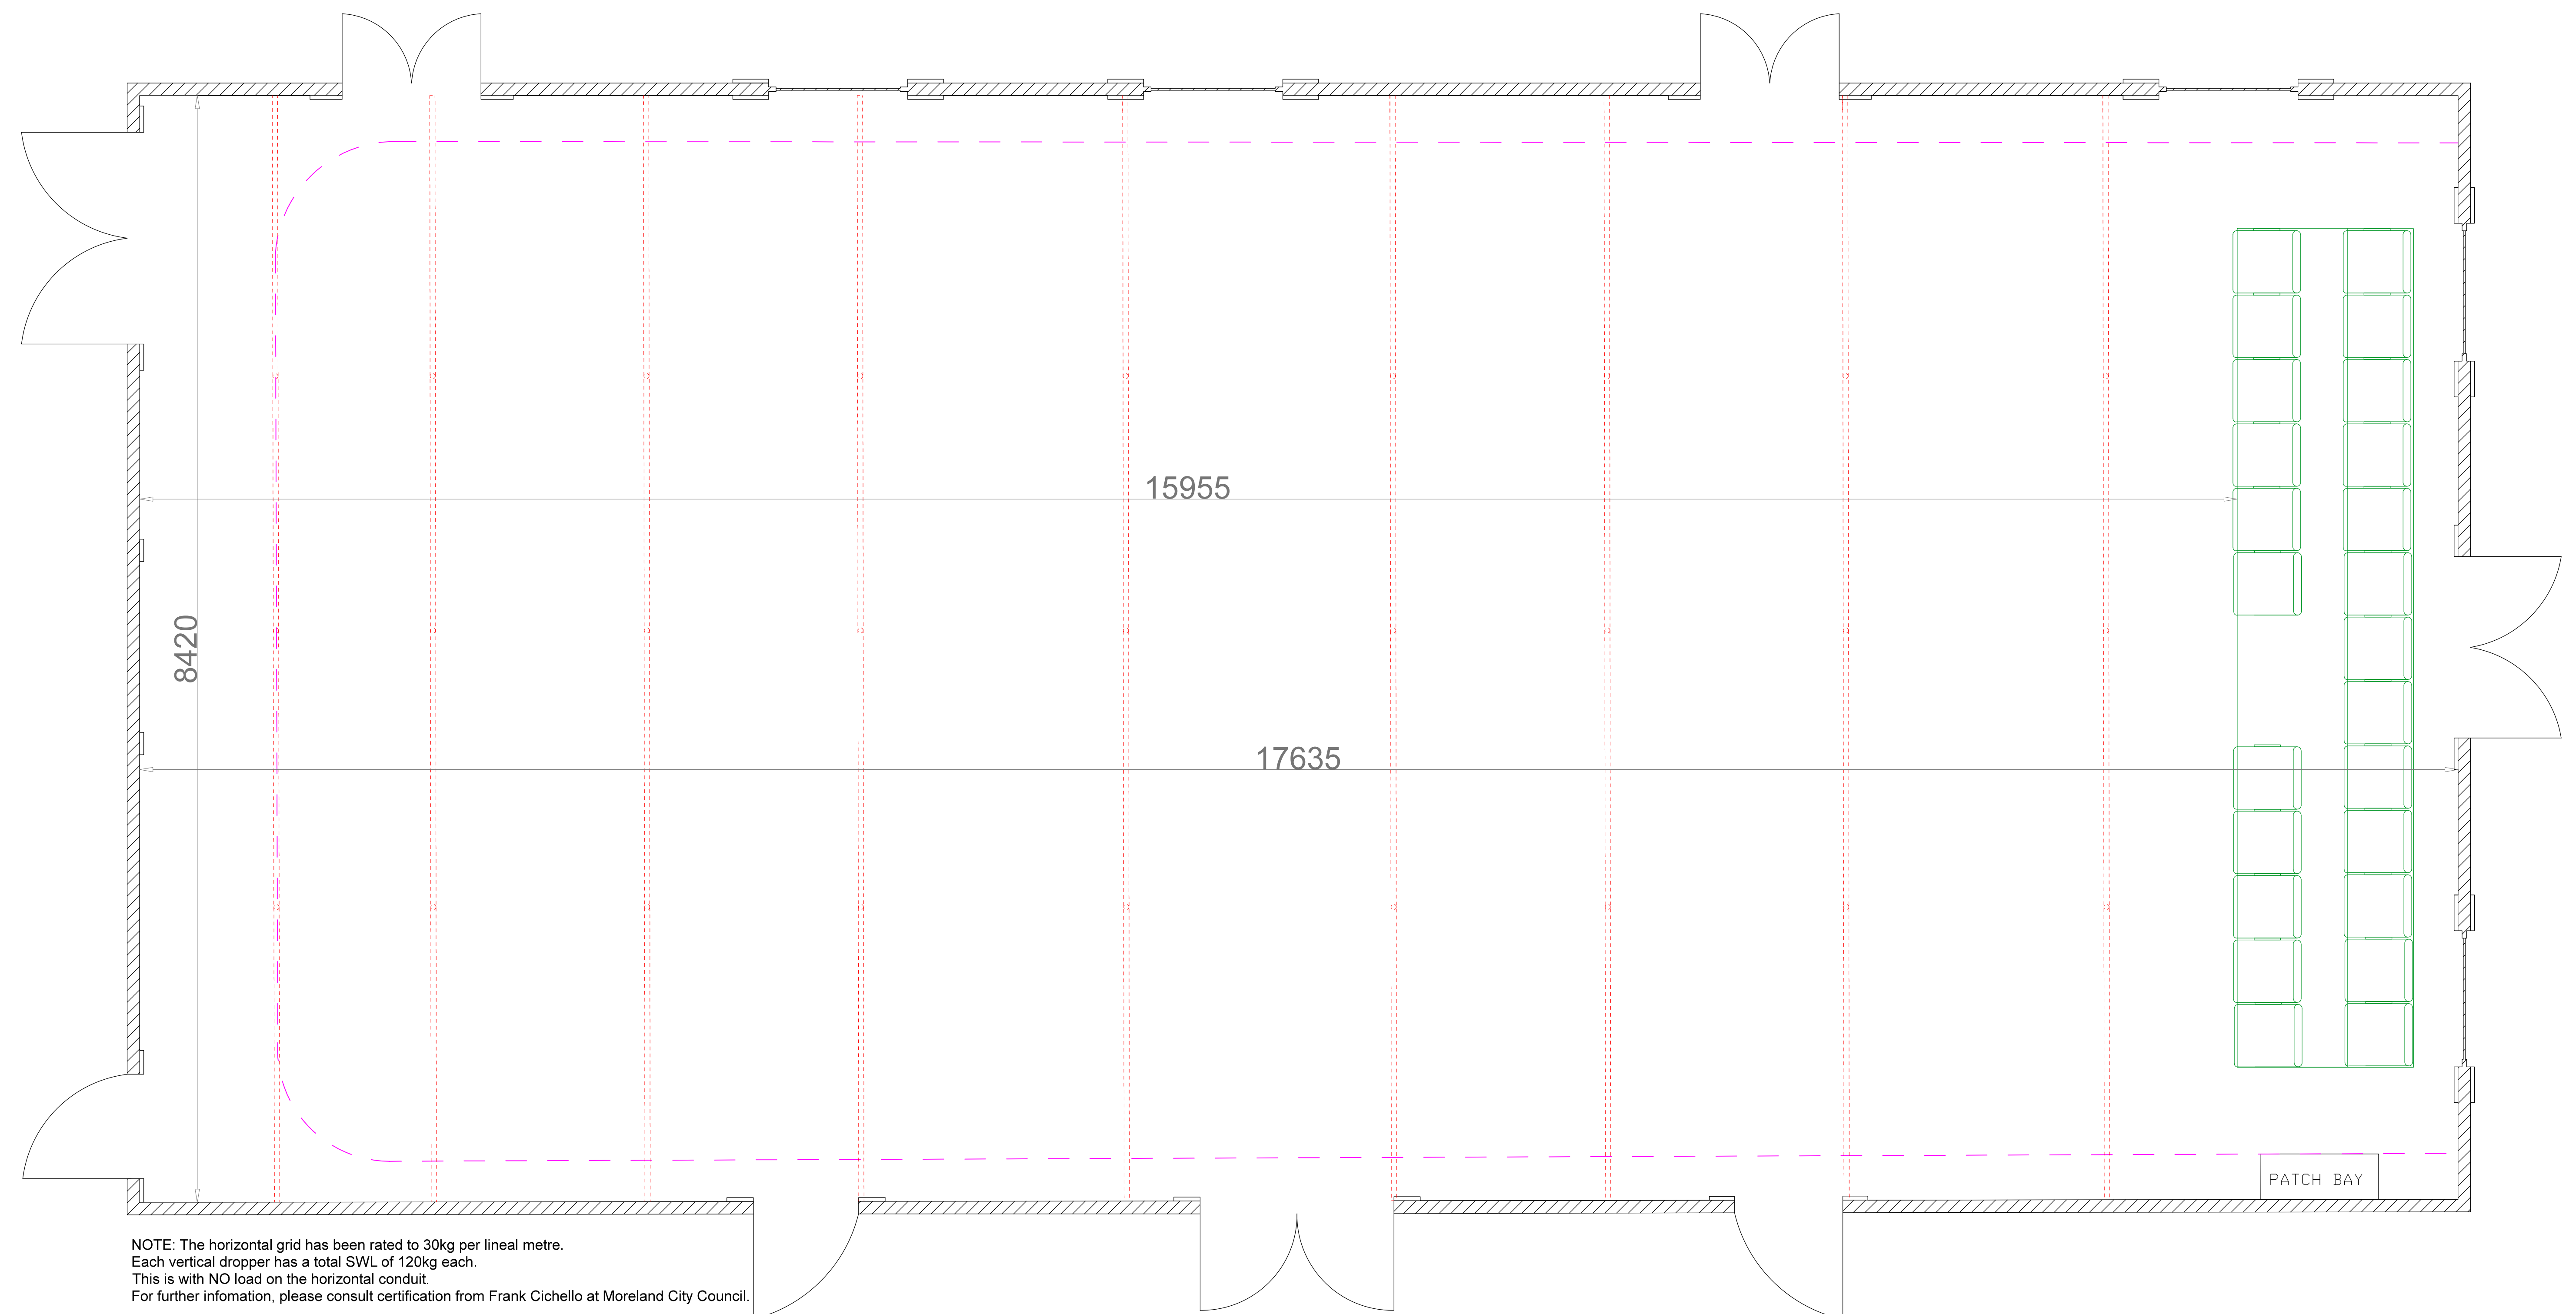 15955
8420
17635
PATCH BAY
NOTE: The horizontal grid has been rated to 30kg per lineal metre.
Each vertical dropper has a total SWL of 120kg each.
This is with NO load on the horizontal conduit.
For further infomation, please consult certification from Frank Cichello at Moreland City Council.